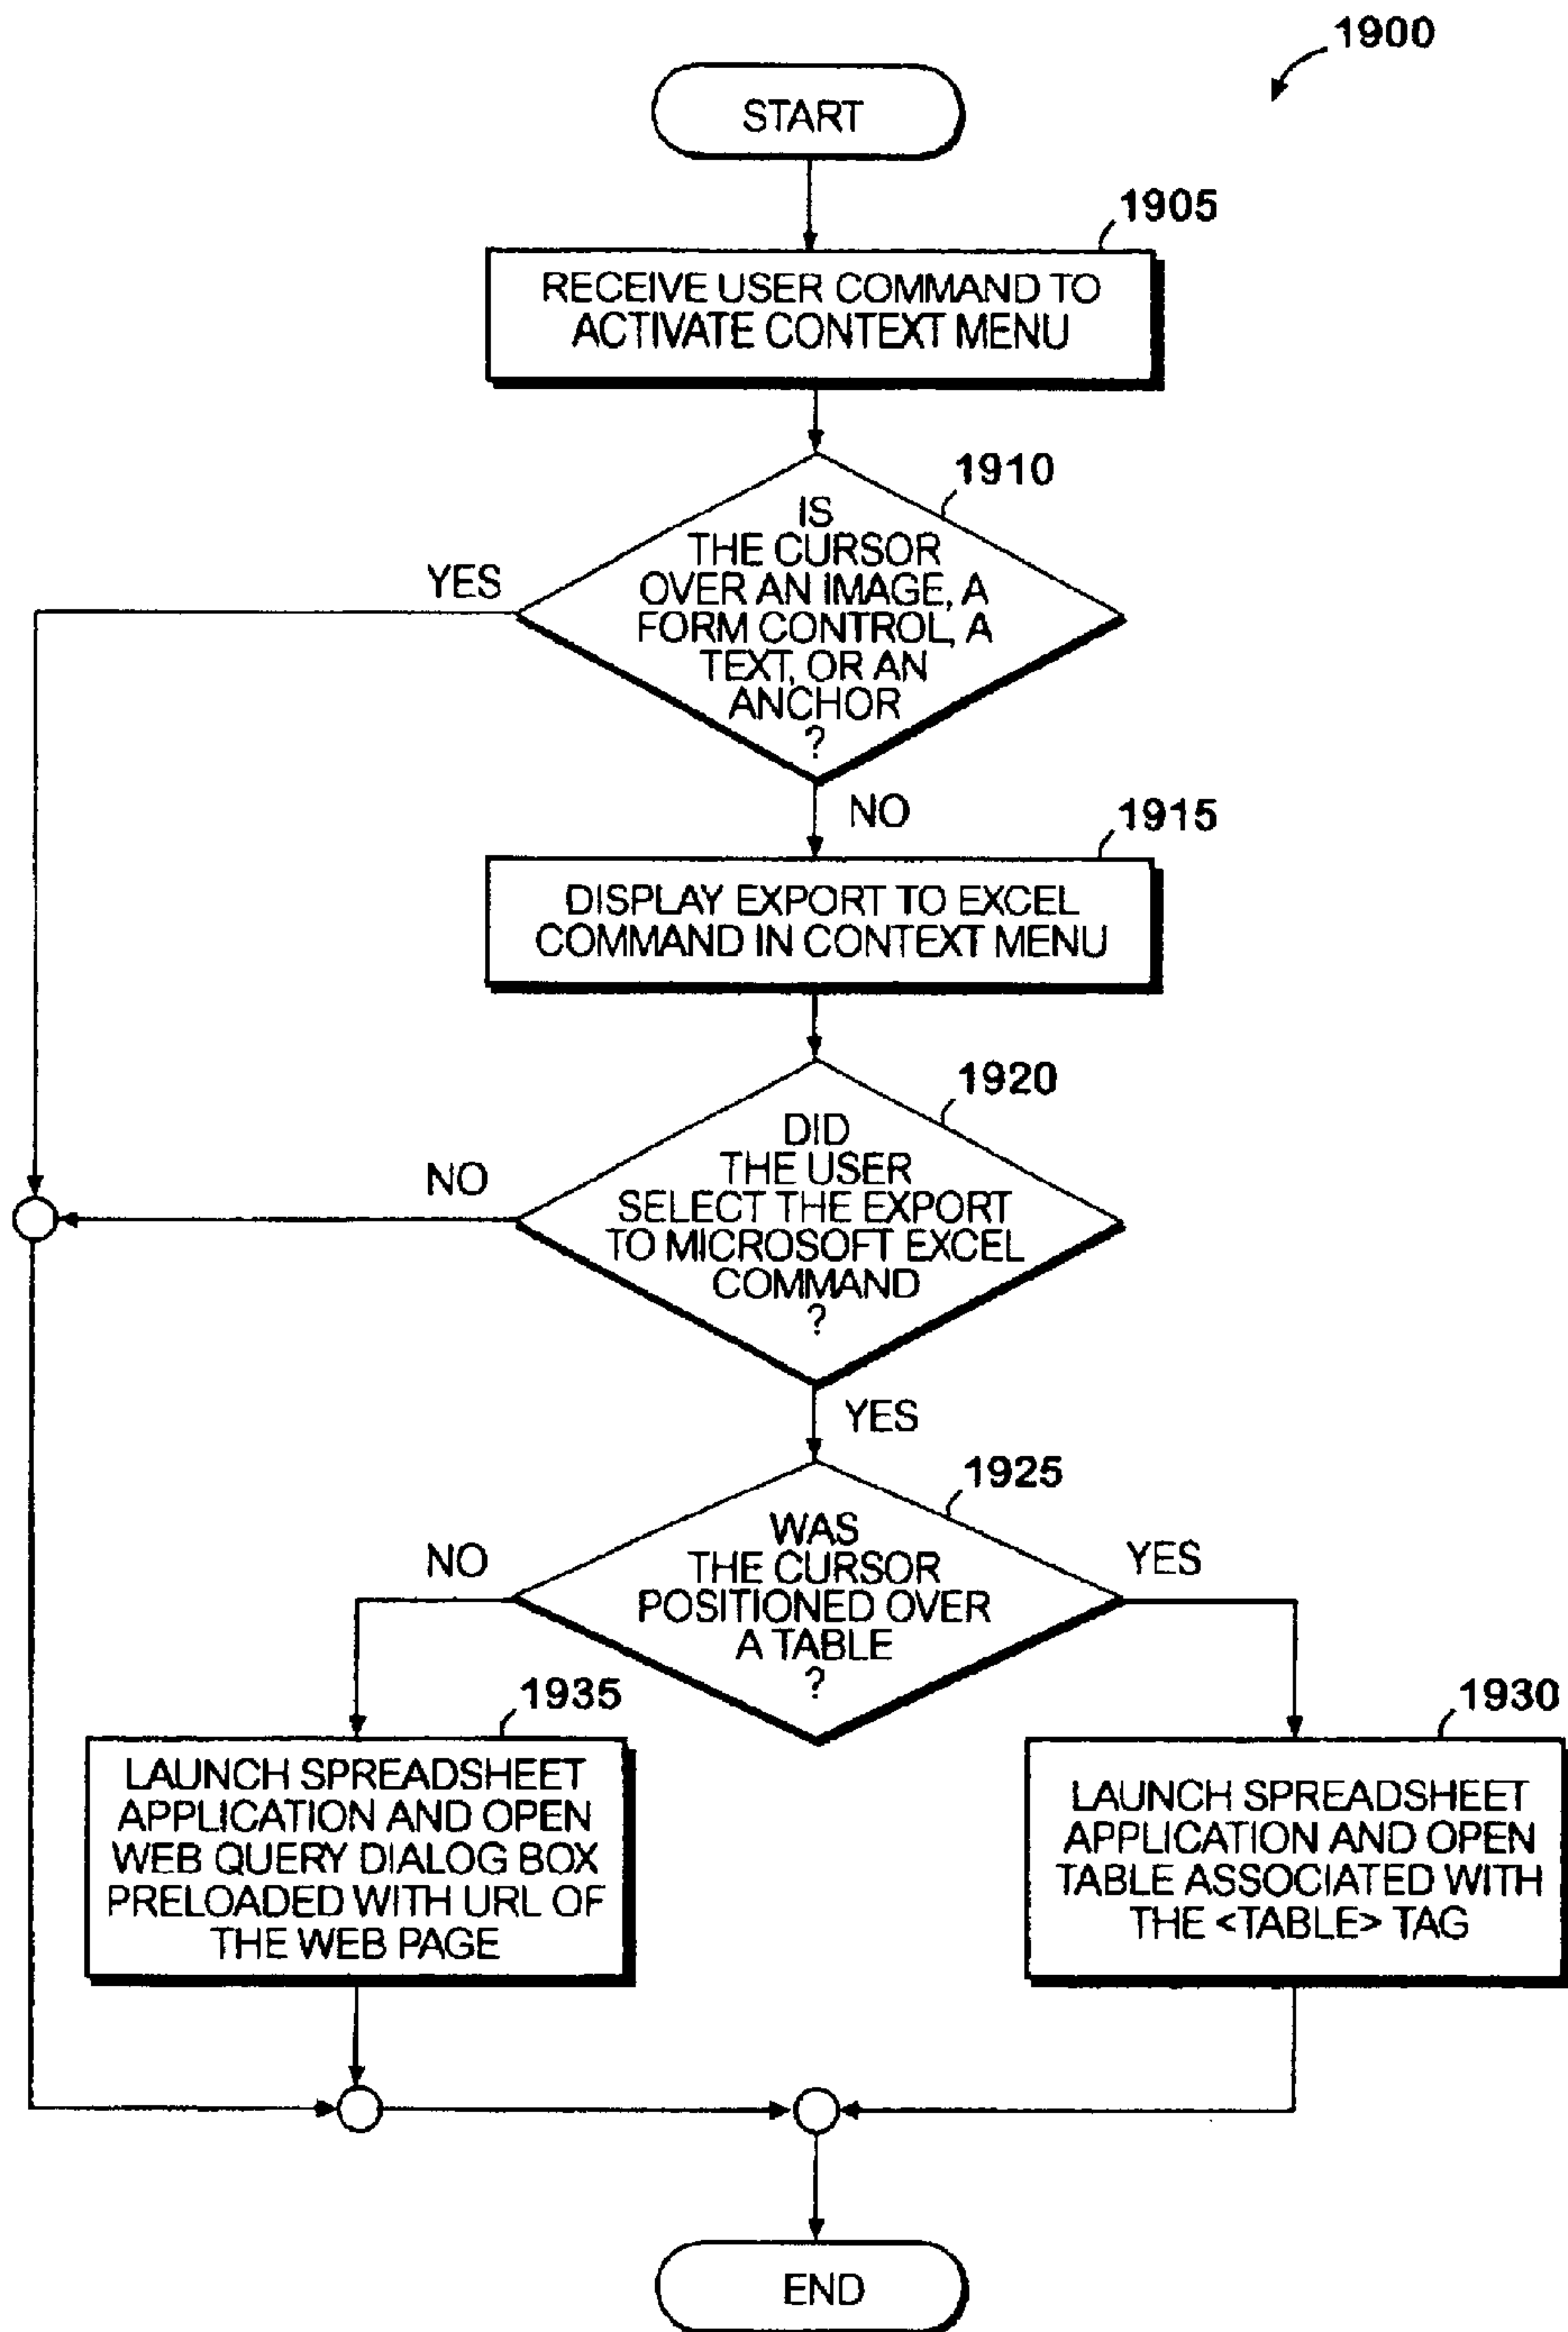 1900
START
1905
RECEIVE USER COMMAND TO
ACTIVATE CONTEXT MENU
1910
IS
THE CURSOR
OVER AN IMAGE, A
FORM CONTROL, A
TEXT, OR AN
ANCHOR
?
YES
NO
1915
DISPLAY EXPORT TO EXCEL
COMMAND IN CONTEXT MENU
1920
DID
THE USER
SELECT THE EXPORT
TO MICROSOFT EXCEL
COMMAND
?
NO
YES
1925
WAS
THE CURSOR
POSITIONED OVER
A TABLE
?
NO
YES
1935
LAUNCH SPREADSHEET
APPLICATION AND OPEN
WEB QUERY DIALOG BOX
PRELOADED WITH URL OF
THE WEB PAGE
1930
LAUNCH SPREADSHEET
APPLICATION AND OPEN
TABLE ASSOCIATED WITH
THE <TABLE> TAG
END